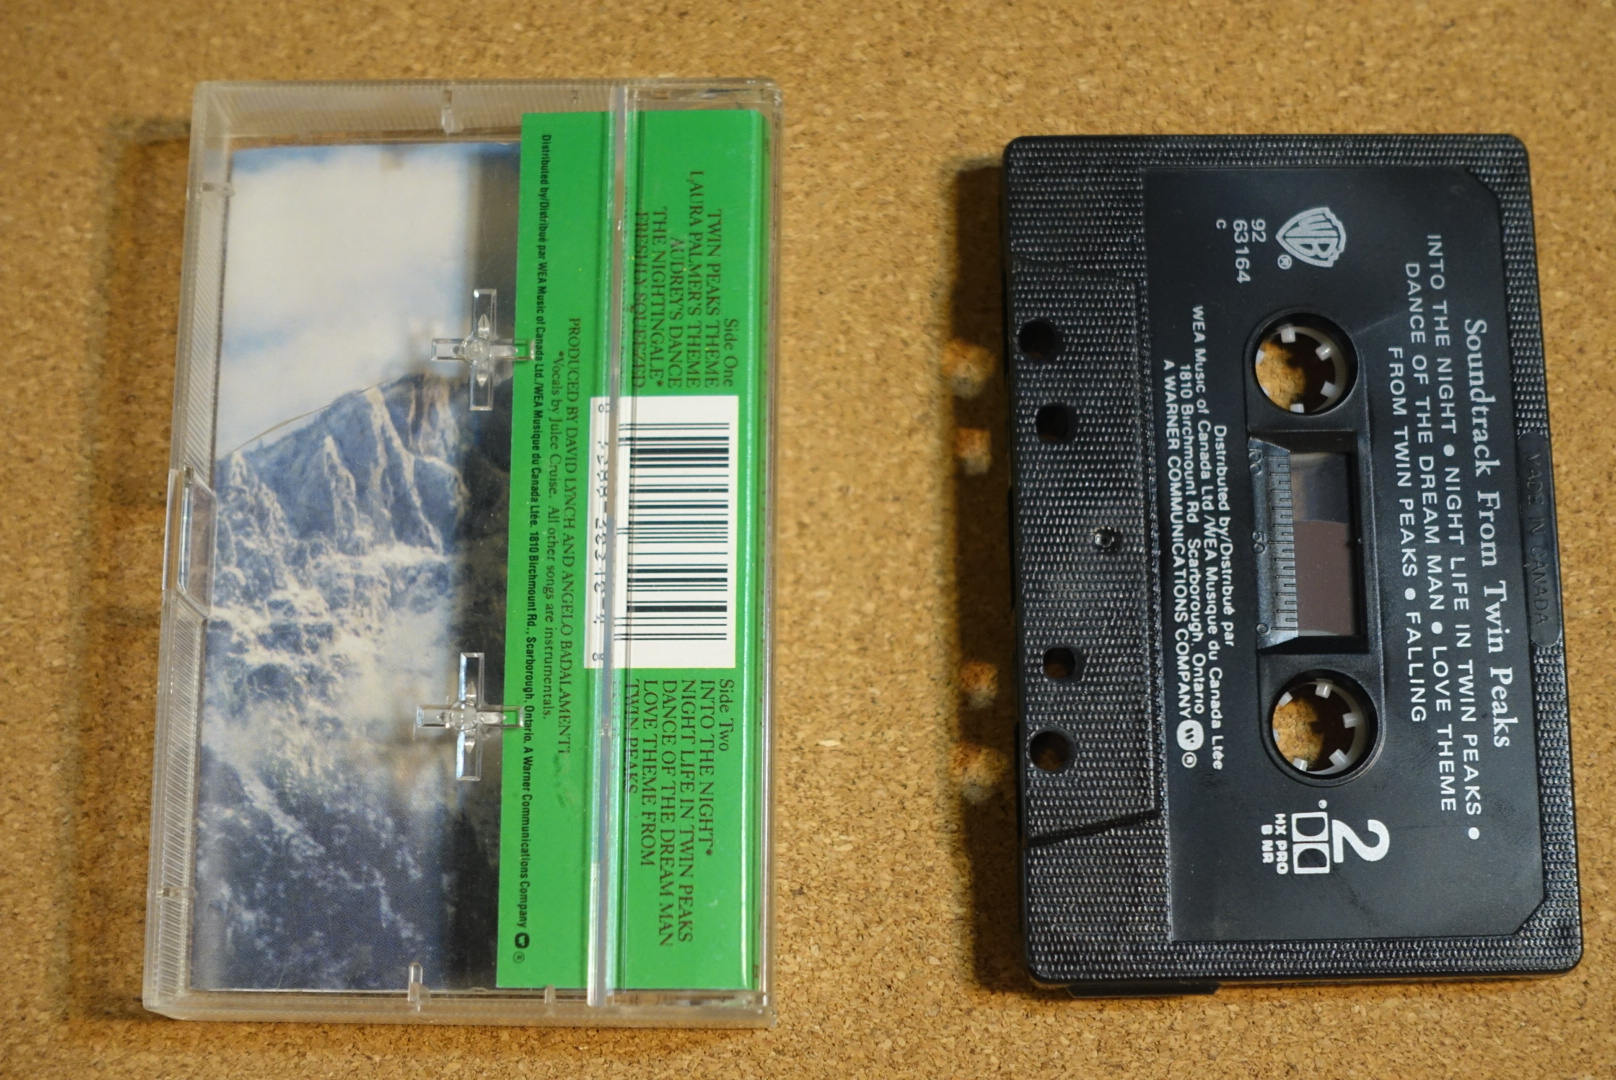 Side One
TWIN PEAKS THEME
LAURA PALMER'S THEME
AUDREY'S DANCE
THE NIGHTINGALE*
FRESHLY SQUEEZED
Side Two
INTO THE NIGHT*
NIGHT LIFE IN TWIN PEAKS
DANCE OF THE DREAM MAN
LOVE THEME FROM
TWIN PEAKS
PRODUCED BY DAVID LYNCH AND ANGELO BADALAMENTI
*Vocals by Julee Cruise. All other songs are instrumentals.
Distributed by/Distribué par WEA Music of Canada Ltd./WEA Musique du Canada Ltée. 1810 Birchmount Rd., Scarborough, Ontario. A Warner Communications Company ®
MADE IN CANADA
Soundtrack From Twin Peaks
INTO THE NIGHT • NIGHT LIFE IN TWIN PEAKS •
DANCE OF THE DREAM MAN • LOVE THEME
FROM TWIN PEAKS • FALLING
WB ®
92
63164
C
2
HX PRO
B NR
100 50 0
Distributed by/Distribué par
WEA Music of Canada Ltd /WEA Musique du Canada Ltée
1810 Birchmount Rd Scarborough, Ontario
A WARNER COMMUNICATIONS COMPANY ®